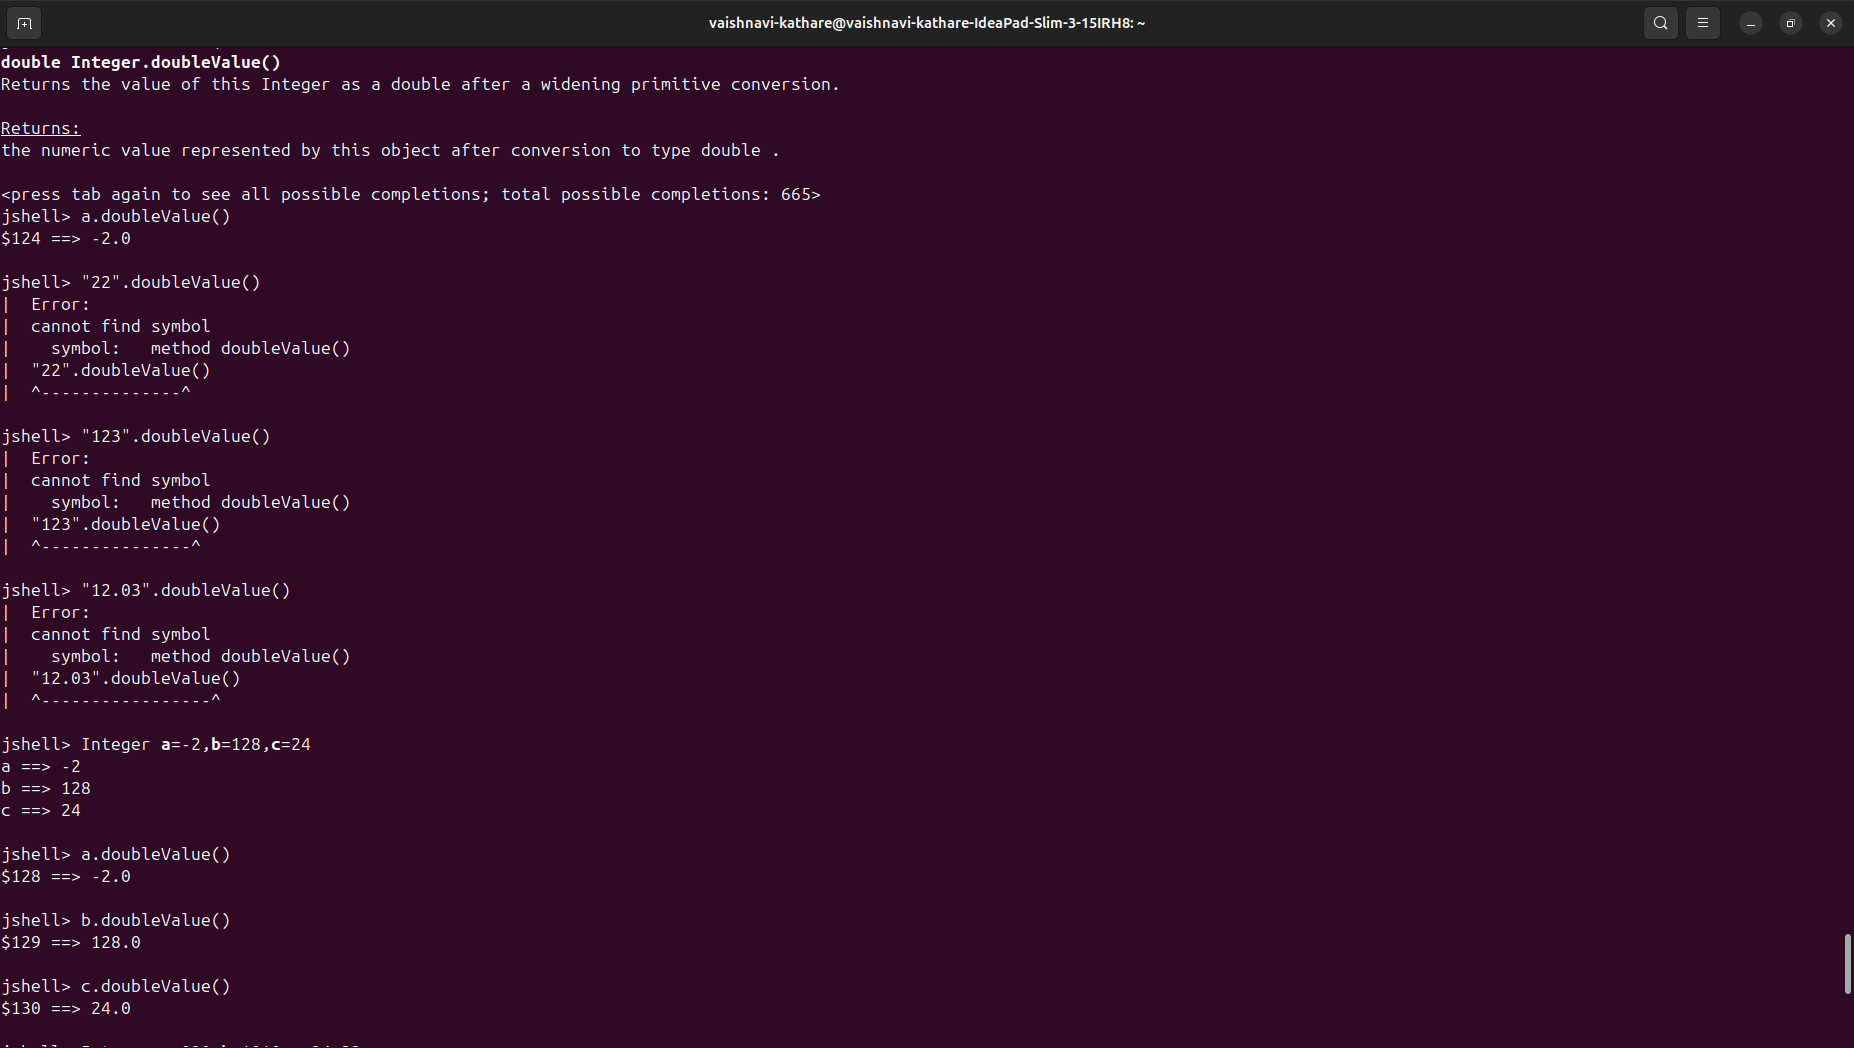 vaishnavi-kathare@vaishnavi-kathare-IdeaPad-Slim-3-15IRH8: ~
double Integer.doubleValue()
Returns the value of this Integer as a double after a widening primitive conversion.
Returns:
the numeric value represented by this object after conversion to type double .
<press tab again to see all possible completions; total possible completions: 665>
jshell> a.doubleValue()
$124 ==> -2.0
jshell> "22".doubleValue()
|  Error:
|  cannot find symbol
|    symbol:   method doubleValue()
|  "22".doubleValue()
|  ^--------------^
jshell> "123".doubleValue()
|  Error:
|  cannot find symbol
|    symbol:   method doubleValue()
|  "123".doubleValue()
|  ^---------------^
jshell> "12.03".doubleValue()
|  Error:
|  cannot find symbol
|    symbol:   method doubleValue()
|  "12.03".doubleValue()
|  ^-----------------^
jshell> Integer a=-2,b=128,c=24
a ==> -2
b ==> 128
c ==> 24
jshell> a.doubleValue()
$128 ==> -2.0
jshell> b.doubleValue()
$129 ==> 128.0
jshell> c.doubleValue()
$130 ==> 24.0